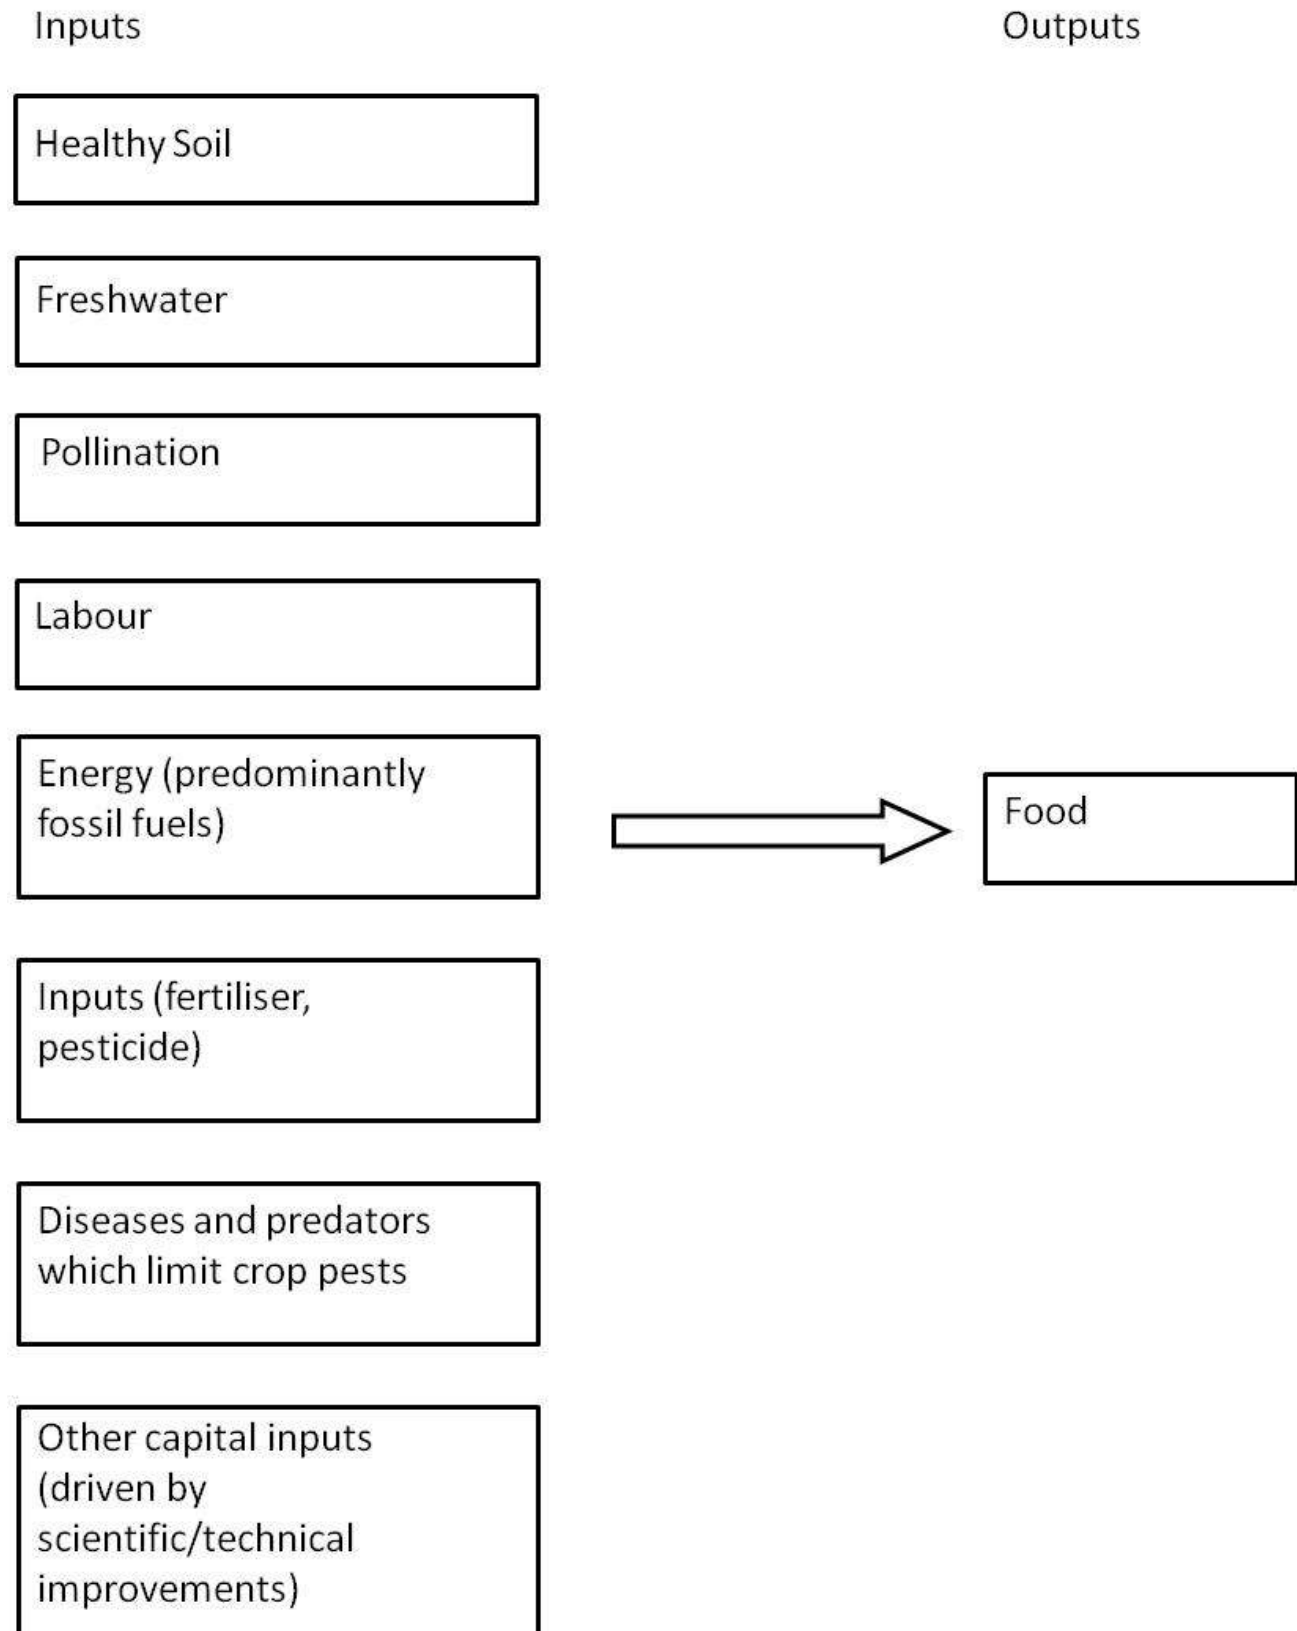 Inputs
Outputs
Healthy Soil
Freshwater
Pollination
Labour
Energy (predominantly
fossil fuels)
Food
Inputs (fertiliser,
pesticide)
Diseases and predators
which limit crop pests
Other capital inputs
(driven by
scientific/technical
improvements)